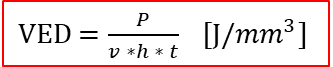 VED = P / (v *h * t) [J/mm³]